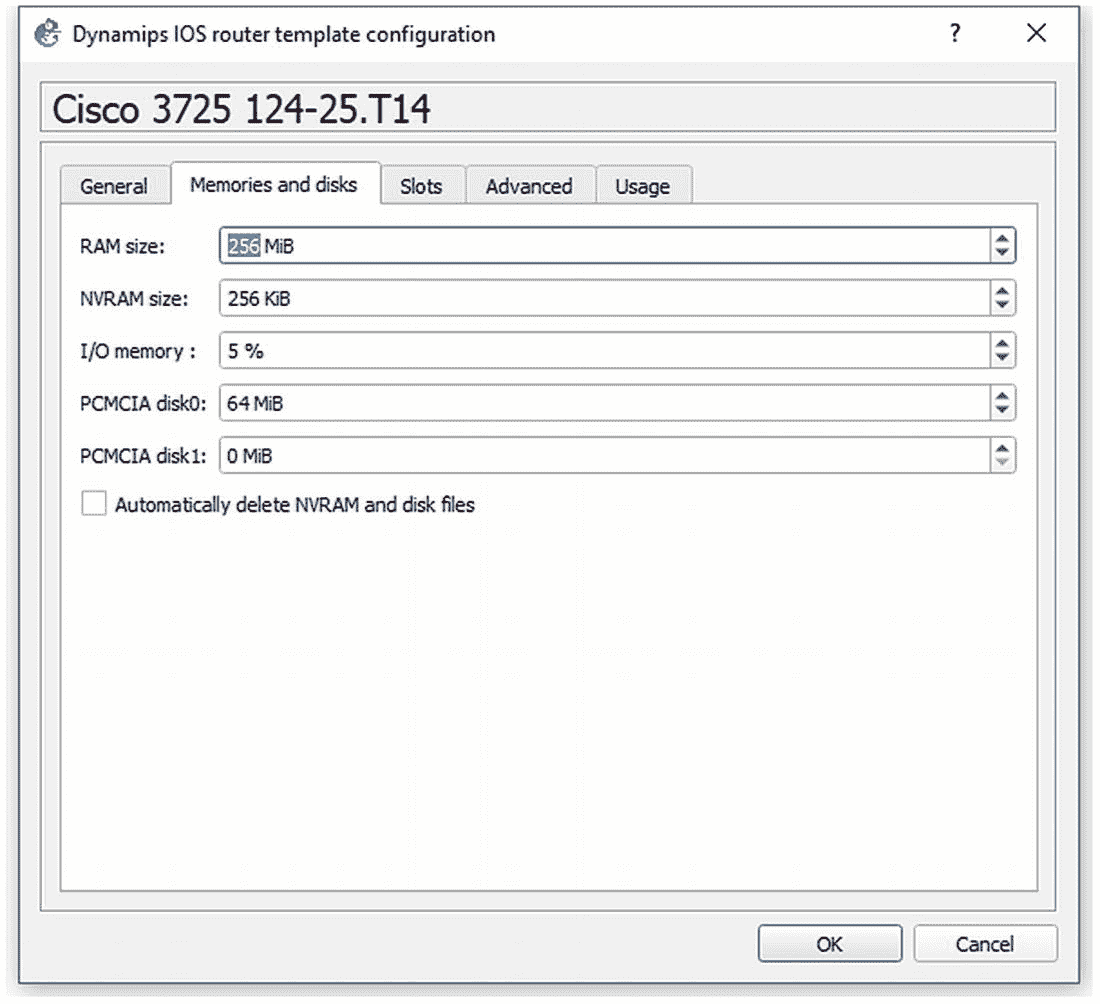 Dynamips IOS router template configuration ?
Cisco 3725 124-25.T14
General Memories and disks Slots Advanced Usage
RAM size: 256 MiB
NVRAM size: 256 KiB
I/O memory : 5 %
PCMCIA disk0: 64 MiB
PCMCIA disk1: 0 MiB
Automatically delete NVRAM and disk files
OK Cancel